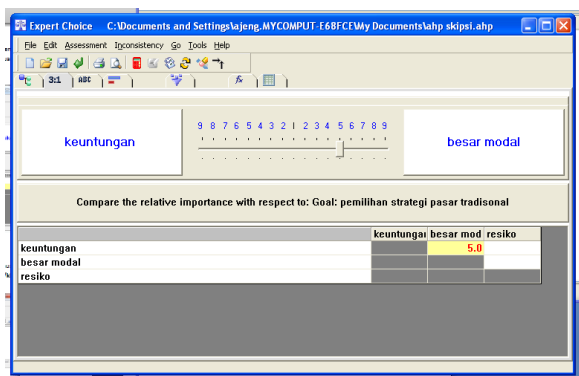 Expert Choice C:\Documents and Settings\ajeng.MYCOMPUT-E68FCE\My Documents\ahp skipsi.ahp
File Edit Assessment Inconsistency Go Tools Help
3:1 ABC fx
keuntungan
9 8 7 6 5 4 3 2 1 2 3 4 5 6 7 8 9
besar modal
Compare the relative importance with respect to: Goal: pemilihan strategi pasar tradisonal
keuntungai besar mod resiko
keuntungan 5.0
besar modal
resiko